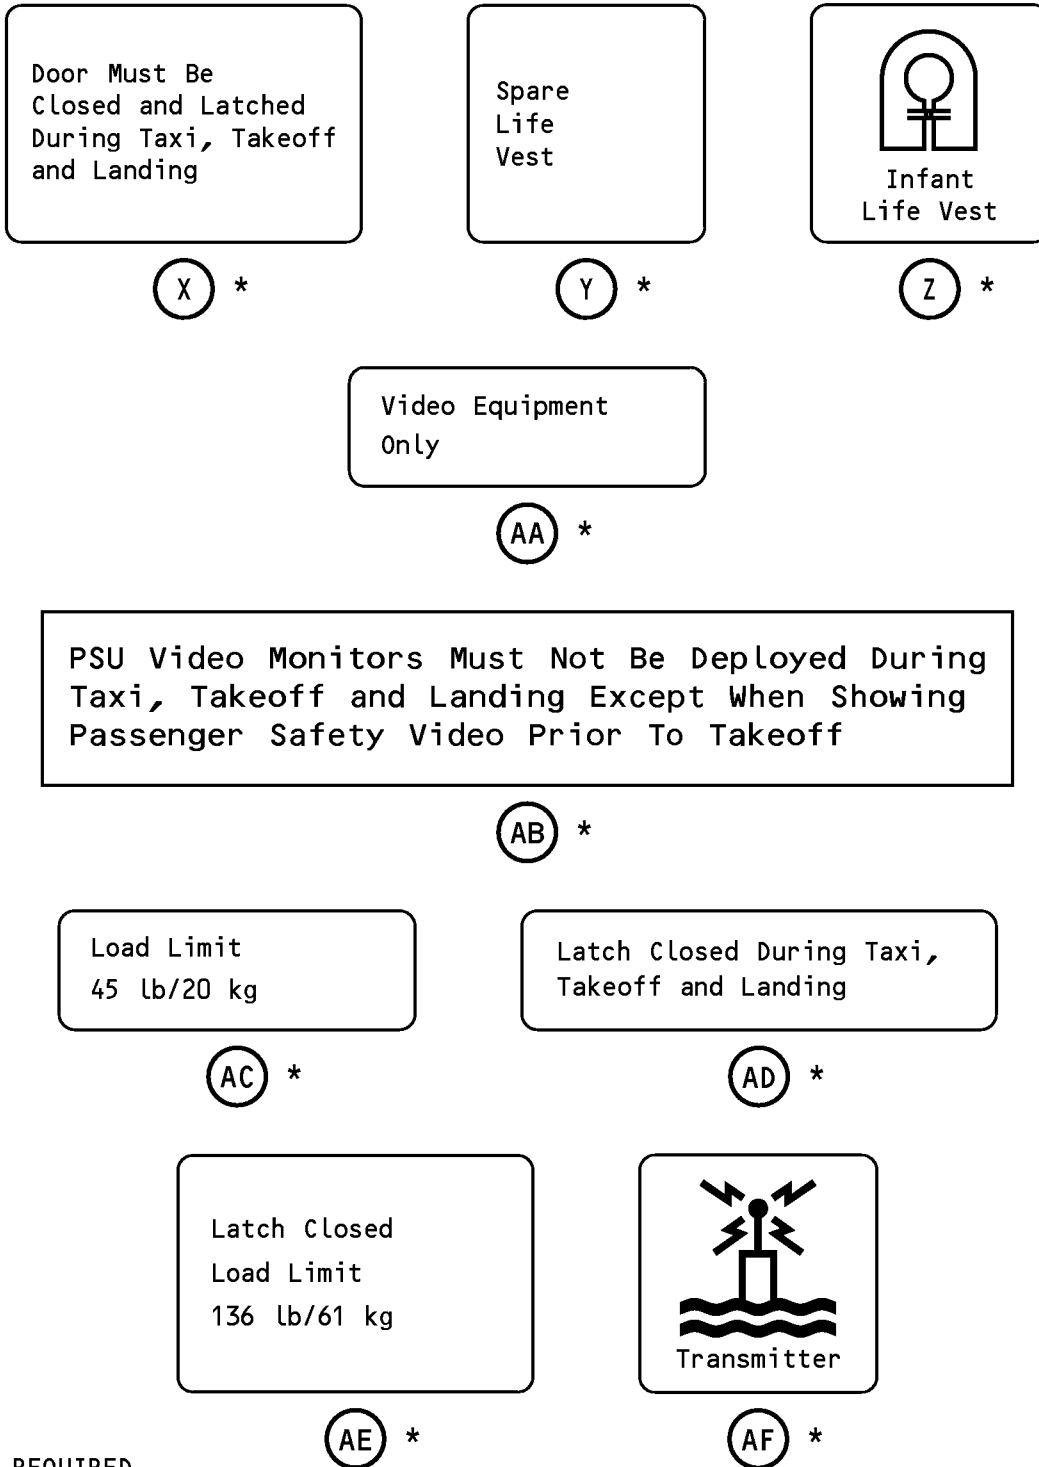 Door Must Be
Closed and Latched
During Taxi, Takeoff
and Landing
X *
Spare
Life
Vest
Y *
Infant
Life Vest
Z *
Video Equipment
Only
AA *
PSU Video Monitors Must Not Be Deployed During
Taxi, Takeoff and Landing Except When Showing
Passenger Safety Video Prior To Takeoff
AB *
Load Limit
45 lb/20 kg
AC *
Latch Closed During Taxi,
Takeoff and Landing
AD *
Latch Closed
Load Limit
136 lb/61 kg
AE *
Transmitter
AF *
REQUIRED